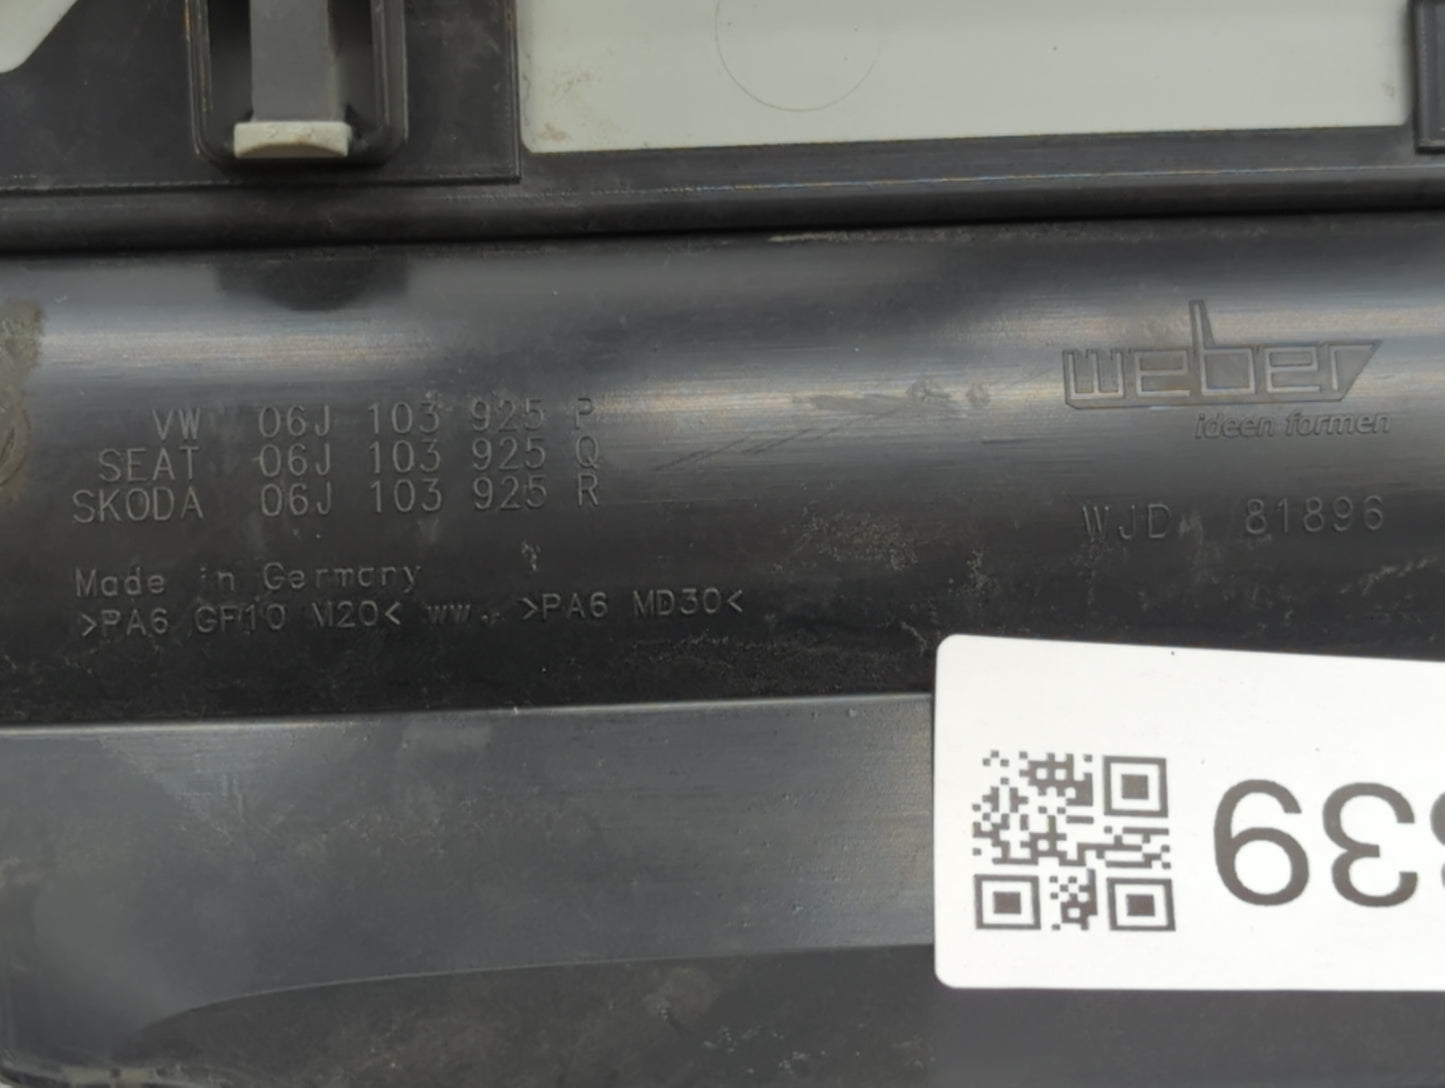 weber
ideen formen
VW 06J 103 925 P
SEAT 06J 103 925 Q
SKODA 06J 103 925 R
WJD 81896
Made in Germany
>PA6 GF10 M20< ww. >PA6 MD30<